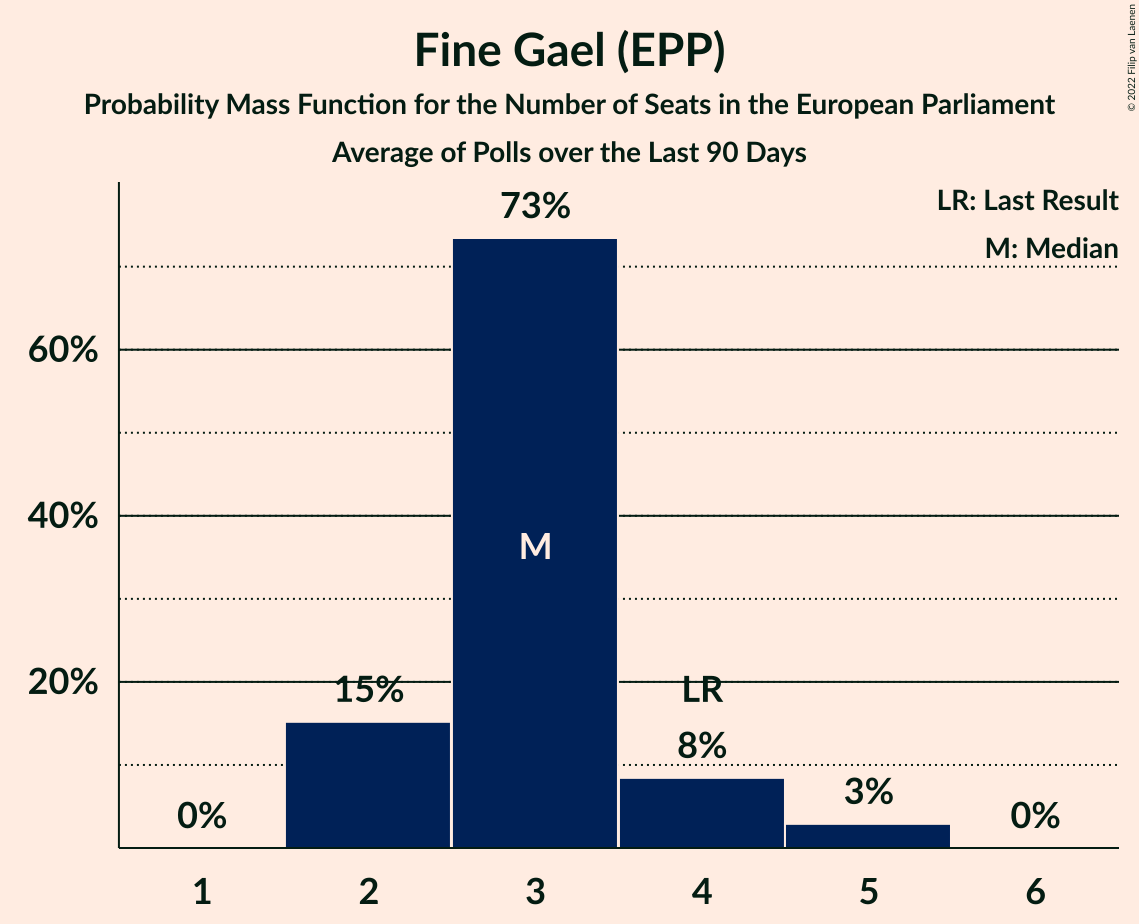 Fine Gael (EPP)
Probability Mass Function for the Number of Seats in the European Parliament
Average of Polls over the Last 90 Days
© 2022 Filip van Laenen
LR: Last Result
M: Median
73%
60%
M
40%
20%
15%
LR
8%
3%
0%
0%
1 2 3 4 5 6